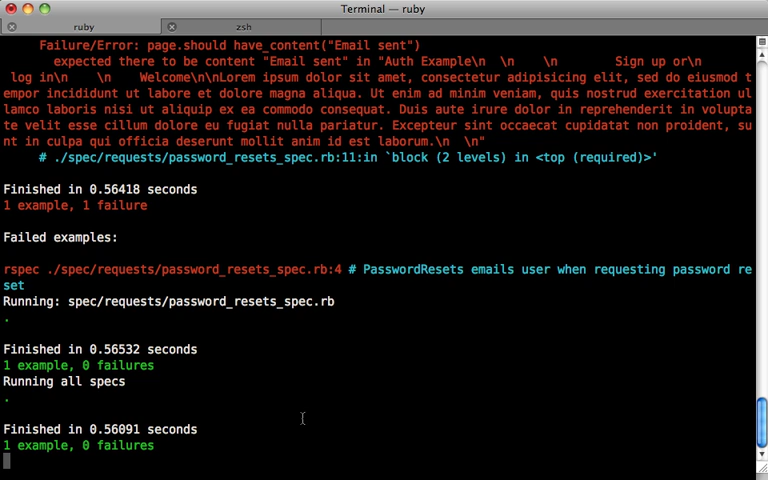 Terminal — ruby
ruby
zsh
Failure/Error: page.should have_content("Email sent")
expected there to be content "Email sent" in "Auth Example\n  \n    \n        Sign up or\n
log in\n    \n    Welcome\n\nLorem ipsum dolor sit amet, consectetur adipisicing elit, sed do eiusmod t
empor incididunt ut labore et dolore magna aliqua. Ut enim ad minim veniam, quis nostrud exercitation u
llamco laboris nisi ut aliquip ex ea commodo consequat. Duis aute irure dolor in reprehenderit in volupta
te velit esse cillum dolore eu fugiat nulla pariatur. Excepteur sint occaecat cupidatat non proident, su
nt in culpa qui officia deserunt mollit anim id est laborum.\n  \n"
# ./spec/requests/password_resets_spec.rb:11:in `block (2 levels) in <top (required)>'
Finished in 0.56418 seconds
1 example, 1 failure
Failed examples:
rspec ./spec/requests/password_resets_spec.rb:4 # PasswordResets emails user when requesting password re
set
Running: spec/requests/password_resets_spec.rb
.
Finished in 0.56532 seconds
1 example, 0 failures
Running all specs
.
Finished in 0.56091 seconds
1 example, 0 failures